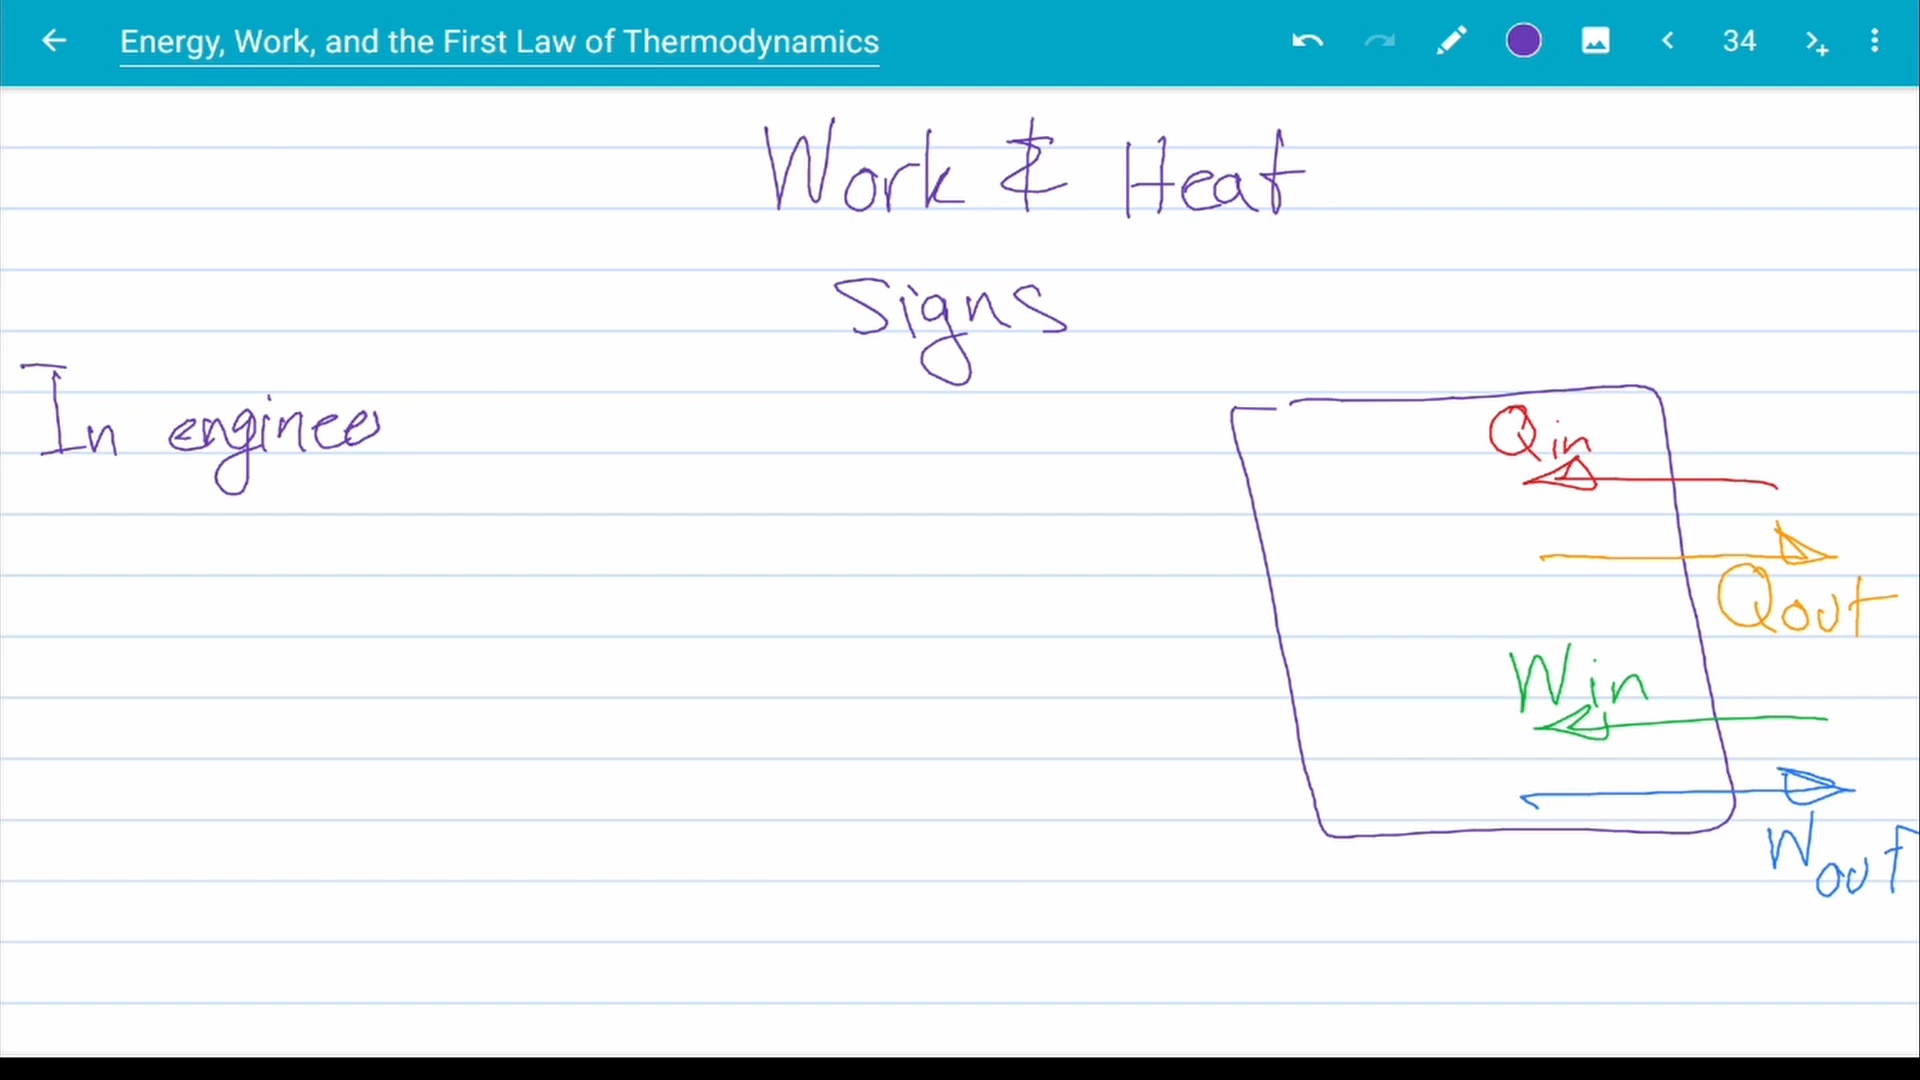 Energy, Work, and the First Law of Thermodynamics
34
Work & Heat
Signs
In enginee
Qin
Qout
Win
Wout